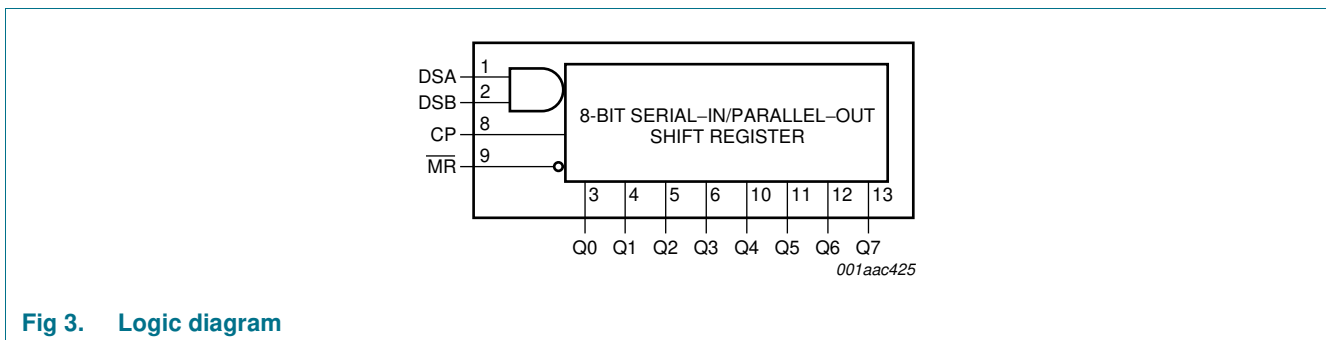 DSA 1
DSB 2
CP 8
M̅R̅ 9
8-BIT SERIAL–IN/PARALLEL–OUT
SHIFT REGISTER
3 4 5 6 10 11 12 13
Q0 Q1 Q2 Q3 Q4 Q5 Q6 Q7
001aac425
Fig 3. Logic diagram